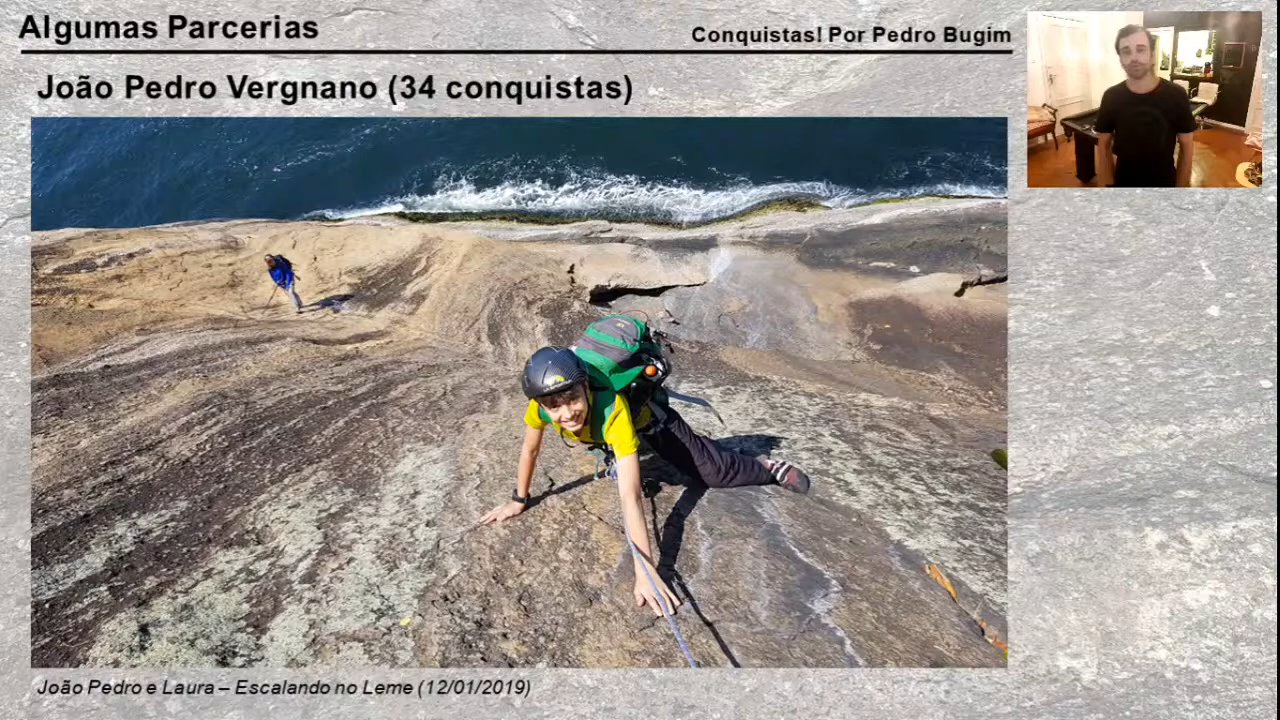 Algumas Parcerias
Conquistas! Por Pedro Bugim
João Pedro Vergnano (34 conquistas)
João Pedro e Laura – Escalando no Leme (12/01/2019)